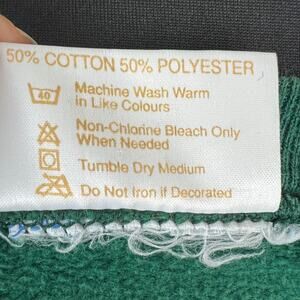 50% COTTON 50% POLYESTER
40 Machine Wash Warm
in Like Colours
Non-Chlorine Bleach Only
When Needed
Tumble Dry Medium
Do Not Iron if Decorated